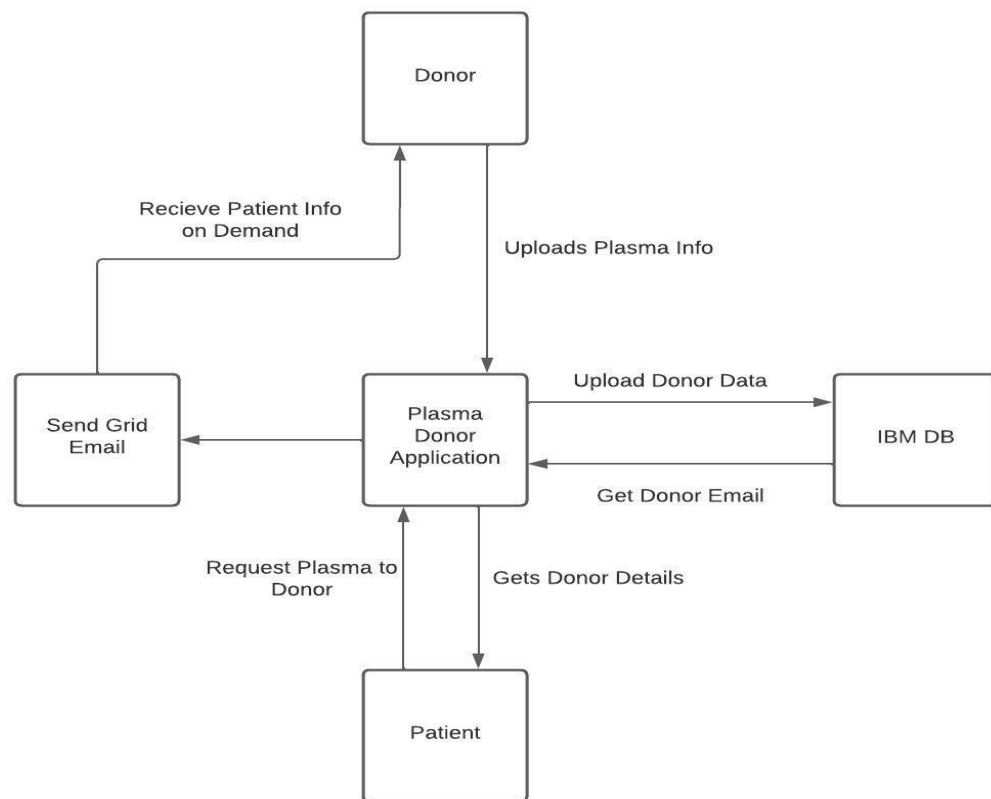 Donor
Recieve Patient Info
on Demand
Uploads Plasma Info
Send Grid
Email
Plasma
Donor
Application
Upload Donor Data
IBM DB
Get Donor Email
Request Plasma to
Donor
Gets Donor Details
Patient